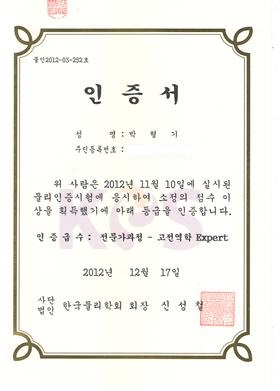 물인2012-03-252호
인 증 서
성 명 : 박 혈 기
주민등록번호 :
위 사람은 2012년 11월 10일에 실시된
물리인증시험에 응시하여 소정의 점수 이
상을 획득했기에 아래 등급을 인증합니다.
인 증 급 수 : 전문가과정 - 고전역학 Expert
2012년 12월 17일
사단
법인 한국물리학회 회장 신 성 철
KPS